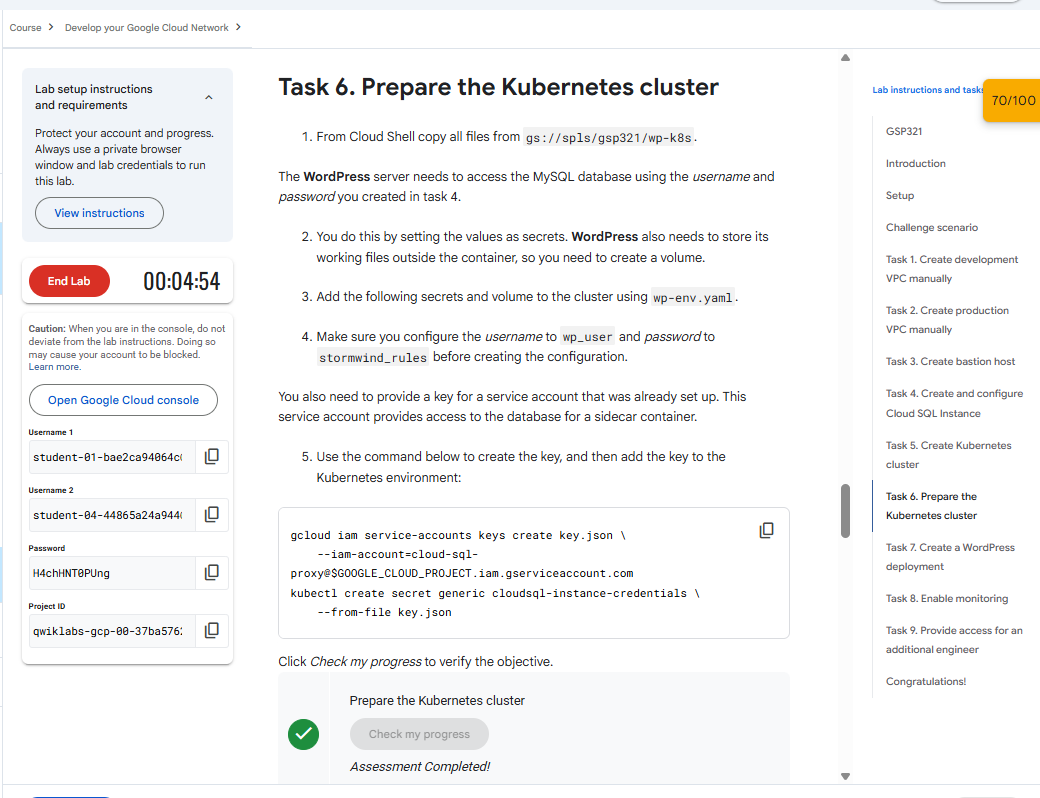 Course > Develop your Google Cloud Network >
Lab setup instructions
and requirements
Protect your account and progress.
Always use a private browser
window and lab credentials to run
this lab.
View instructions
End Lab
00:04:54
Caution: When you are in the console, do not
deviate from the lab instructions. Doing so
may cause your account to be blocked.
Learn more.
Open Google Cloud console
Username 1
student-01-bae2ca94064c
Username 2
student-04-44865a24a944
Password
H4chHNT0PUng
Project ID
qwiklabs-gcp-00-37ba576
Task 6. Prepare the Kubernetes cluster
1. From Cloud Shell copy all files from gs://spls/gsp321/wp-k8s.
The WordPress server needs to access the MySQL database using the username and
password you created in task 4.
2. You do this by setting the values as secrets. WordPress also needs to store its
working files outside the container, so you need to create a volume.
3. Add the following secrets and volume to the cluster using wp-env.yaml.
4. Make sure you configure the username to wp_user and password to
stormwind_rules before creating the configuration.
You also need to provide a key for a service account that was already set up. This
service account provides access to the database for a sidecar container.
5. Use the command below to create the key, and then add the key to the
Kubernetes environment:
gcloud iam service-accounts keys create key.json \
--iam-account=cloud-sql-
proxy@$GOOGLE_CLOUD_PROJECT.iam.gserviceaccount.com
kubectl create secret generic cloudsql-instance-credentials \
--from-file key.json
Click Check my progress to verify the objective.
Prepare the Kubernetes cluster
Check my progress
Assessment Completed!
Lab instructions and tasks
70/100
GSP321
Introduction
Setup
Challenge scenario
Task 1. Create development
VPC manually
Task 2. Create production
VPC manually
Task 3. Create bastion host
Task 4. Create and configure
Cloud SQL Instance
Task 5. Create Kubernetes
cluster
Task 6. Prepare the
Kubernetes cluster
Task 7. Create a WordPress
deployment
Task 8. Enable monitoring
Task 9. Provide access for an
additional engineer
Congratulations!